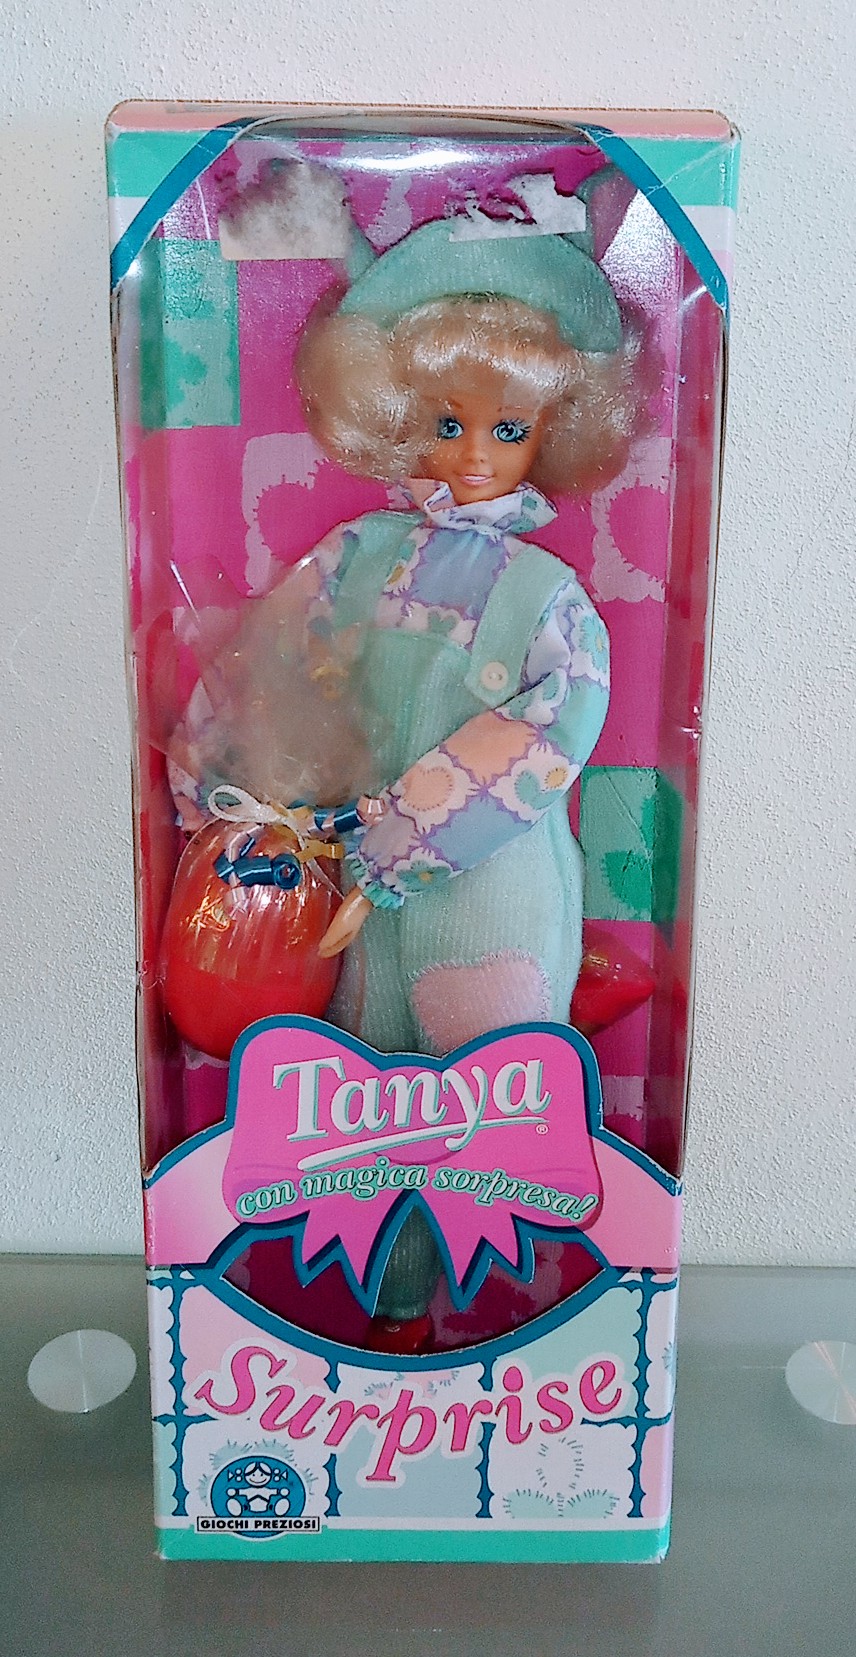 Tanya
®
con magica sorpresa!
Surprise
GIOCHI PREZIOSI